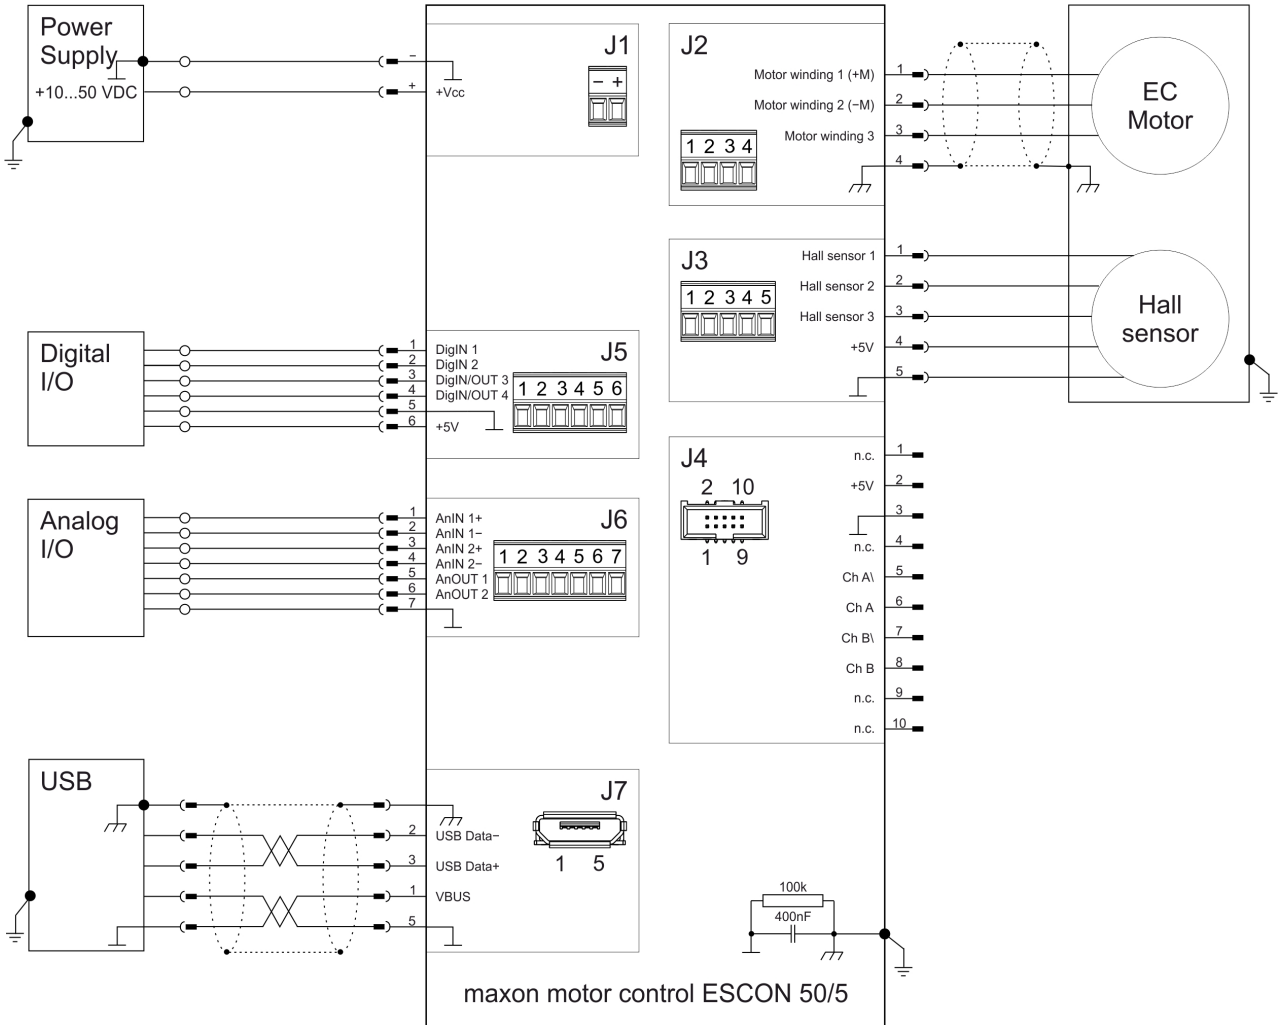 Power
Supply
+10...50 VDC
−
+
+Vcc
J1
− +
J2
Motor winding 1 (+M) 1
Motor winding 2 (−M) 2
Motor winding 3 3
4
1 2 3 4
EC
Motor
J3
Hall sensor 1 1
Hall sensor 2 2
Hall sensor 3 3
+5V 4
5
1 2 3 4 5
Hall
sensor
Digital
I/O
1 DigIN 1
2 DigIN 2
3 DigIN/OUT 3
4 DigIN/OUT 4
5
6 +5V
J5
1 2 3 4 5 6
J4
2 10
1 9
n.c. 1
+5V 2
3
n.c. 4
Ch A\ 5
Ch A 6
Ch B\ 7
Ch B 8
n.c. 9
n.c. 10
Analog
I/O
1 AnIN 1+
2 AnIN 1−
3 AnIN 2+
4 AnIN 2−
5 AnOUT 1
6 AnOUT 2
7
J6
1 2 3 4 5 6 7
USB
2 USB Data−
3 USB Data+
1 VBUS
5
J7
1 5
100k
400nF
maxon motor control ESCON 50/5